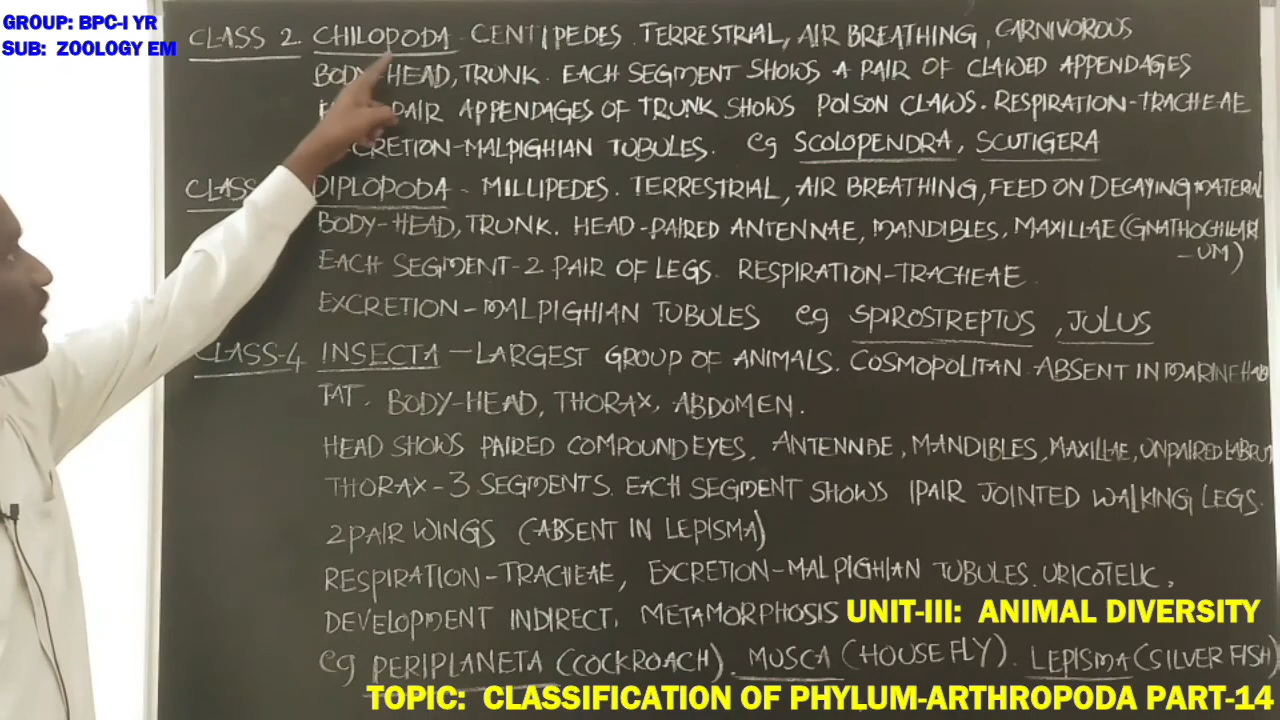 GROUP: BPC-I YR
SUB: ZOOLOGY EM
CLASS 2. CHILOPODA - CENTIPEDES. TERRESTRIAL, AIR BREATHING, CARNIVOROUS
BODY-HEAD, TRUNK. EACH SEGMENT SHOWS A PAIR OF CLAWED APPENDAGES
PAIR APPENDAGES OF TRUNK SHOWS POISON CLAWS. RESPIRATION-TRACHEAE
CRETION-MALPIGHIAN TUBULES. eg SCOLOPENDRA, SCUTIGERA
CLASS DIPLOPODA - MILLIPEDES. TERRESTRIAL, AIR BREATHING, FEED ON DECAYING MATERIAL
BODY-HEAD, TRUNK. HEAD-PAIRED ANTENNAE, MANDIBLES, MAXILLAE (GNATHOCHILARI
-UM)
EACH SEGMENT-2 PAIR OF LEGS. RESPIRATION-TRACHEAE.
EXCRETION-MALPIGHIAN TUBULES eg SPIROSTREPTUS, JULUS
CLASS-4 INSECTA - LARGEST GROUP OF ANIMALS. COSMOPOLITAN. ABSENT IN MARINE HABI
TAT. BODY-HEAD, THORAX, ABDOMEN.
HEAD SHOWS PAIRED COMPOUND EYES, ANTENNAE, MANDIBLES, MAXILLAE, UNPAIRED LABRUM
THORAX-3 SEGMENTS. EACH SEGMENT SHOWS 1PAIR JOINTED WALKING LEGS.
2PAIR WINGS (ABSENT IN LEPISMA)
RESPIRATION-TRACHEAE, EXCRETION-MALPIGHIAN TUBULES. URICOTELIC,
DEVELOPMENT INDIRECT, METAMORPHOSIS
UNIT-III: ANIMAL DIVERSITY
eg PERIPLANETA (COCKROACH). MUSCA (HOUSE FLY). LEPISMA (SILVER FISH)
TOPIC: CLASSIFICATION OF PHYLUM-ARTHROPODA PART-14